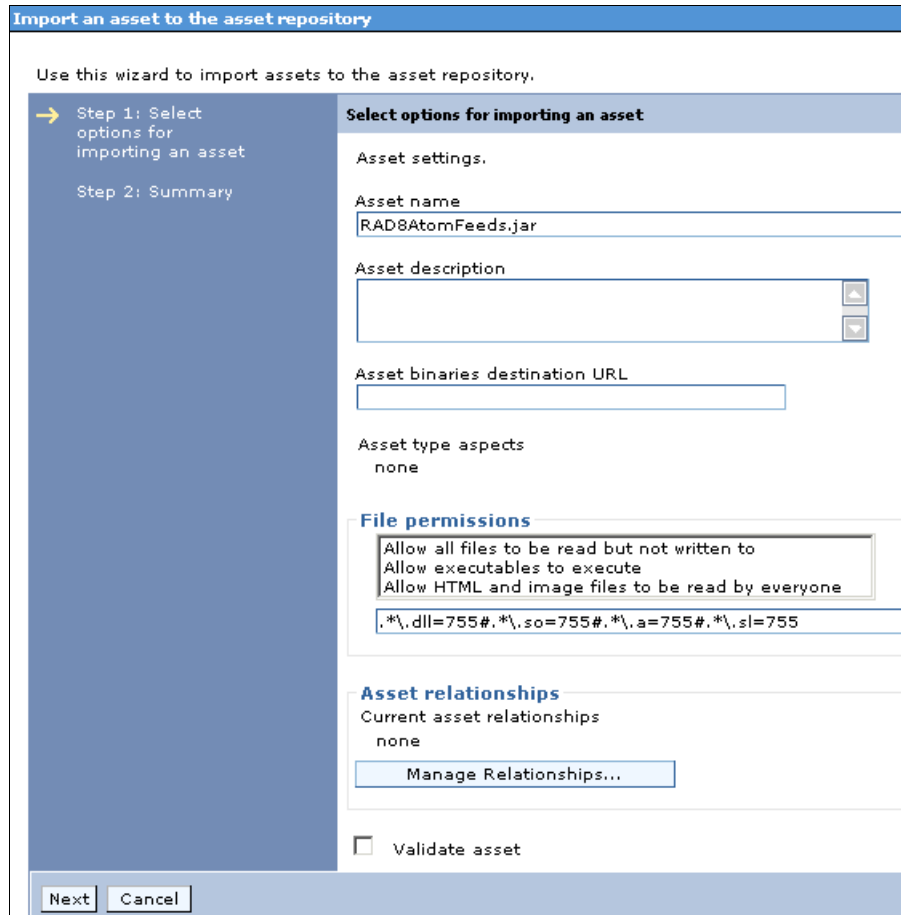 Import an asset to the asset repository
Use this wizard to import assets to the asset repository.
Step 1: Select
options for
importing an asset
Step 2: Summary
Select options for importing an asset
Asset settings.
Asset name
RAD8AtomFeeds.jar
Asset description
Asset binaries destination URL
Asset type aspects
none
File permissions
Allow all files to be read but not written to
Allow executables to execute
Allow HTML and image files to be read by everyone
.*\.dll=755#.*\.so=755#.*\.a=755#.*\.sl=755
Asset relationships
Current asset relationships
none
Manage Relationships...
Validate asset
Next Cancel